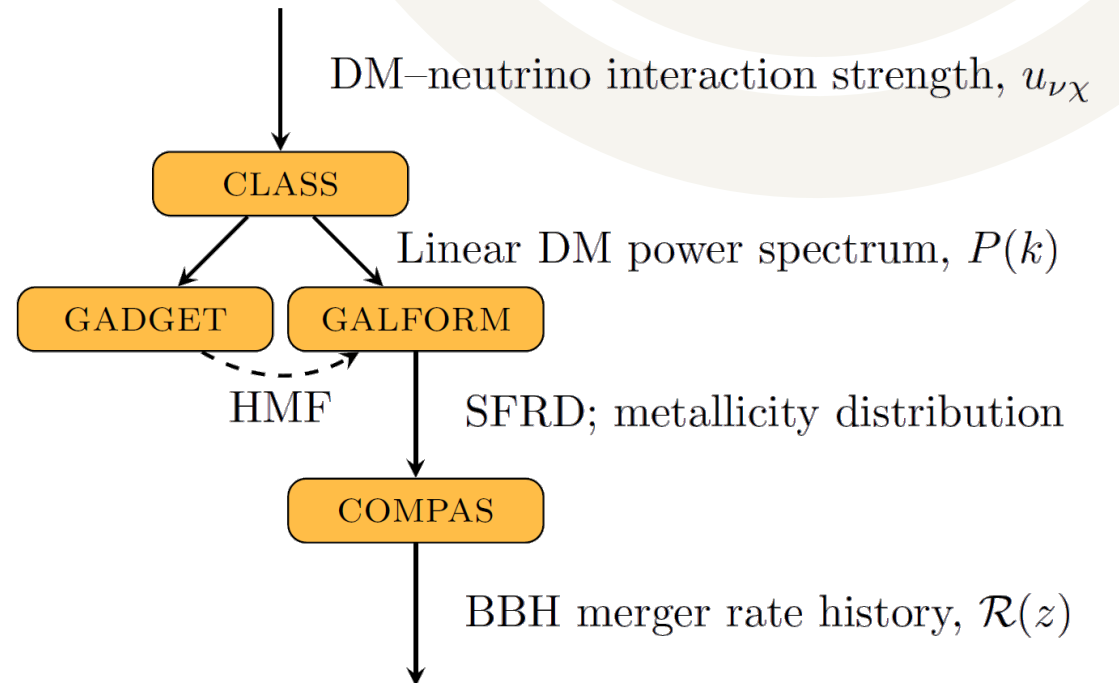 DM–neutrino interaction strength, $u_{\nu\chi}$
CLASS
Linear DM power spectrum, $P(k)$
GADGET
GALFORM
HMF
SFRD; metallicity distribution
COMPAS
BBH merger rate history, $\mathcal{R}(z)$